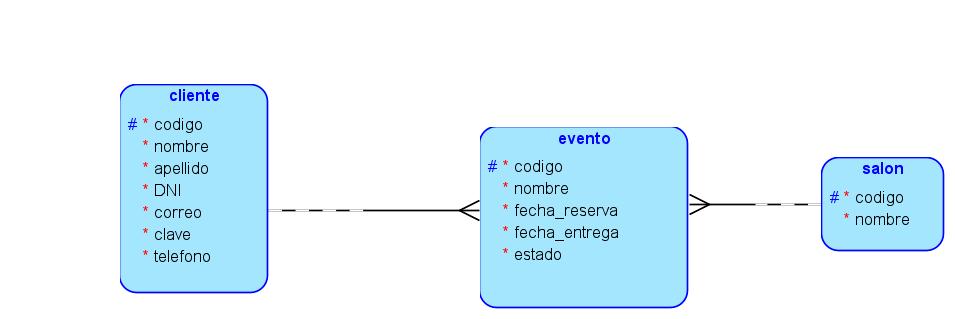 cliente
# * codigo
* nombre
* apellido
* DNI
* correo
* clave
* telefono
evento
# * codigo
* nombre
* fecha_reserva
* fecha_entrega
* estado
salon
# * codigo
* nombre